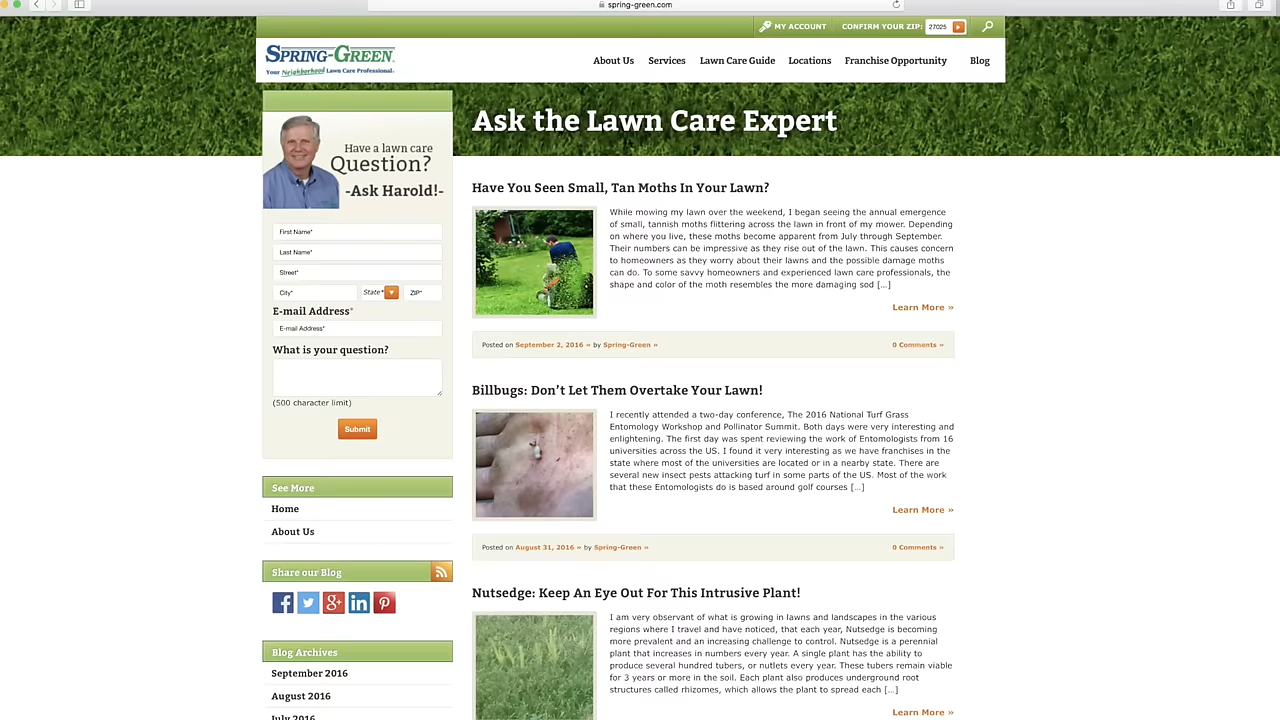 spring-green.com
MY ACCOUNT
CONFIRM YOUR ZIP: 27025
SPRING-GREEN
Your Neighborhood Lawn Care Professional.
About Us Services Lawn Care Guide Locations Franchise Opportunity Blog
Ask the Lawn Care Expert
Have a lawn care
Question?
-Ask Harold!-
First Name*
Last Name*
Street*
City* State* ZIP*
E-mail Address*
E-mail Address*
What is your question?
(500 character limit)
Submit
See More
Home
About Us
Share our Blog
Blog Archives
September 2016
August 2016
July 2016
Have You Seen Small, Tan Moths In Your Lawn?
While mowing my lawn over the weekend, I began seeing the annual emergence
of small, tannish moths flittering across the lawn in front of my mower. Depending
on where you live, these moths become apparent from July through September.
Their numbers can be impressive as they rise out of the lawn. This causes concern
to homeowners as they worry about their lawns and the possible damage moths
can do. To some savvy homeowners and experienced lawn care professionals, the
shape and color of the moth resembles the more damaging sod [...]
Learn More »
Posted on September 2, 2016 » by Spring-Green » 0 Comments »
Billbugs: Don't Let Them Overtake Your Lawn!
I recently attended a two-day conference, The 2016 National Turf Grass
Entomology Workshop and Pollinator Summit. Both days were very interesting and
enlightening. The first day was spent reviewing the work of Entomologists from 16
universities across the US. I found it very interesting as we have franchises in the
state where most of the universities are located or in a nearby state. There are
several new insect pests attacking turf in some parts of the US. Most of the work
that these Entomologists do is based around golf courses [...]
Learn More »
Posted on August 31, 2016 » by Spring-Green » 0 Comments »
Nutsedge: Keep An Eye Out For This Intrusive Plant!
I am very observant of what is growing in lawns and landscapes in the various
regions where I travel and have noticed, that each year, Nutsedge is becoming
more prevalent and an increasing challenge to control. Nutsedge is a perennial
plant that increases in numbers every year. A single plant has the ability to
produce several hundred tubers, or nutlets every year. These tubers remain viable
for 3 years or more in the soil. Each plant also produces underground root
structures called rhizomes, which allows the plant to spread each [...]
Learn More »